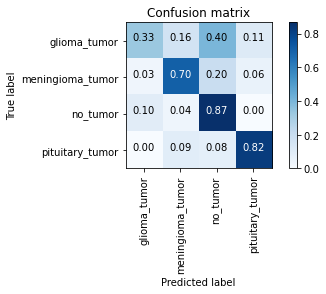 Confusion matrix
True label
glioma_tumor 0.33 0.16 0.40 0.11
meningioma_tumor 0.03 0.70 0.20 0.06
no_tumor 0.10 0.04 0.87 0.00
pituitary_tumor 0.00 0.09 0.08 0.82
glioma_tumor
meningioma_tumor
no_tumor
pituitary_tumor
Predicted label
0.8
0.6
0.4
0.2
0.0